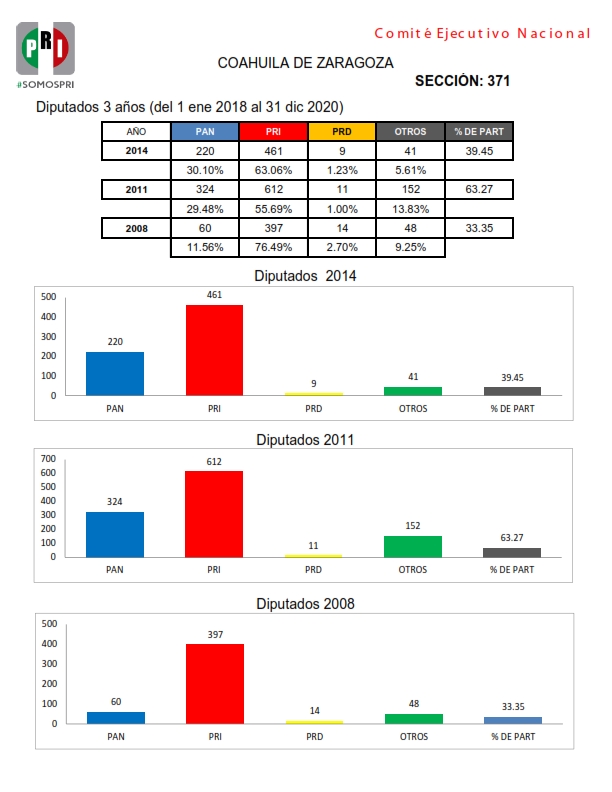 Comité Ejecutivo Nacional
PRI
#SOMOSPRI
COAHUILA DE ZARAGOZA
SECCIÓN: 371
Diputados 3 años (del 1 ene 2018 al 31 dic 2020)
AÑO PAN PRI PRD OTROS % DE PART
2014 220 461 9 41 39.45
30.10% 63.06% 1.23% 5.61%
2011 324 612 11 152 63.27
29.48% 55.69% 1.00% 13.83%
2008 60 397 14 48 33.35
11.56% 76.49% 2.70% 9.25%
Diputados 2014
500
400
300
200
100
0
220 461 9 41 39.45
PAN PRI PRD OTROS % DE PART
Diputados 2011
700
600
500
400
300
200
100
0
324 612 11 152 63.27
PAN PRI PRD OTROS % DE PART
Diputados 2008
500
400
300
200
100
0
60 397 14 48 33.35
PAN PRI PRD OTROS % DE PART